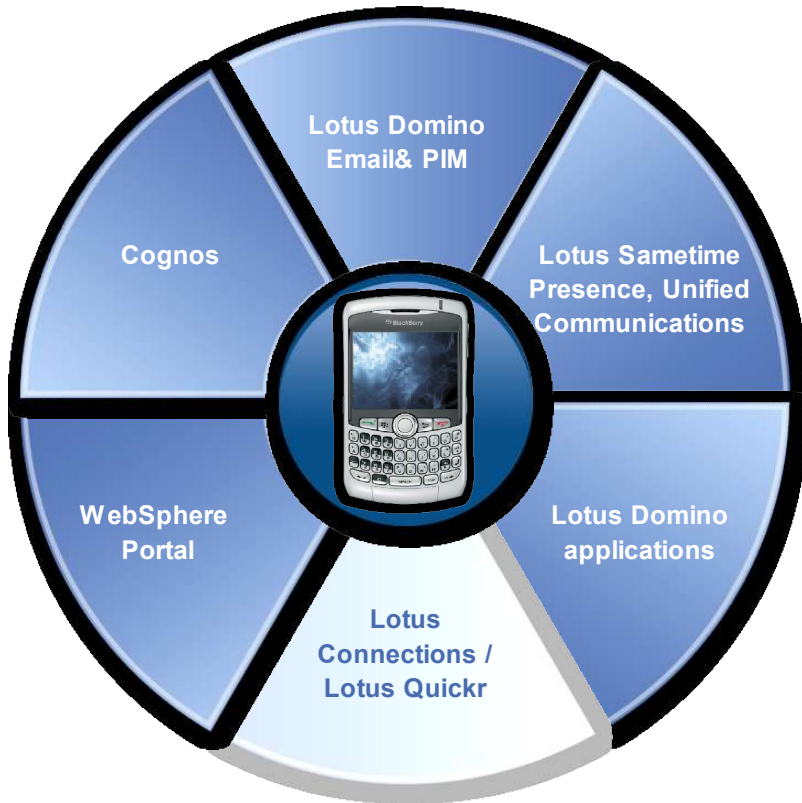 Lotus Domino
Email& PIM
Lotus Sametime
Presence, Unified
Communications
Lotus Domino
applications
Lotus
Connections /
Lotus Quickr
WebSphere
Portal
Cognos
BlackBerry